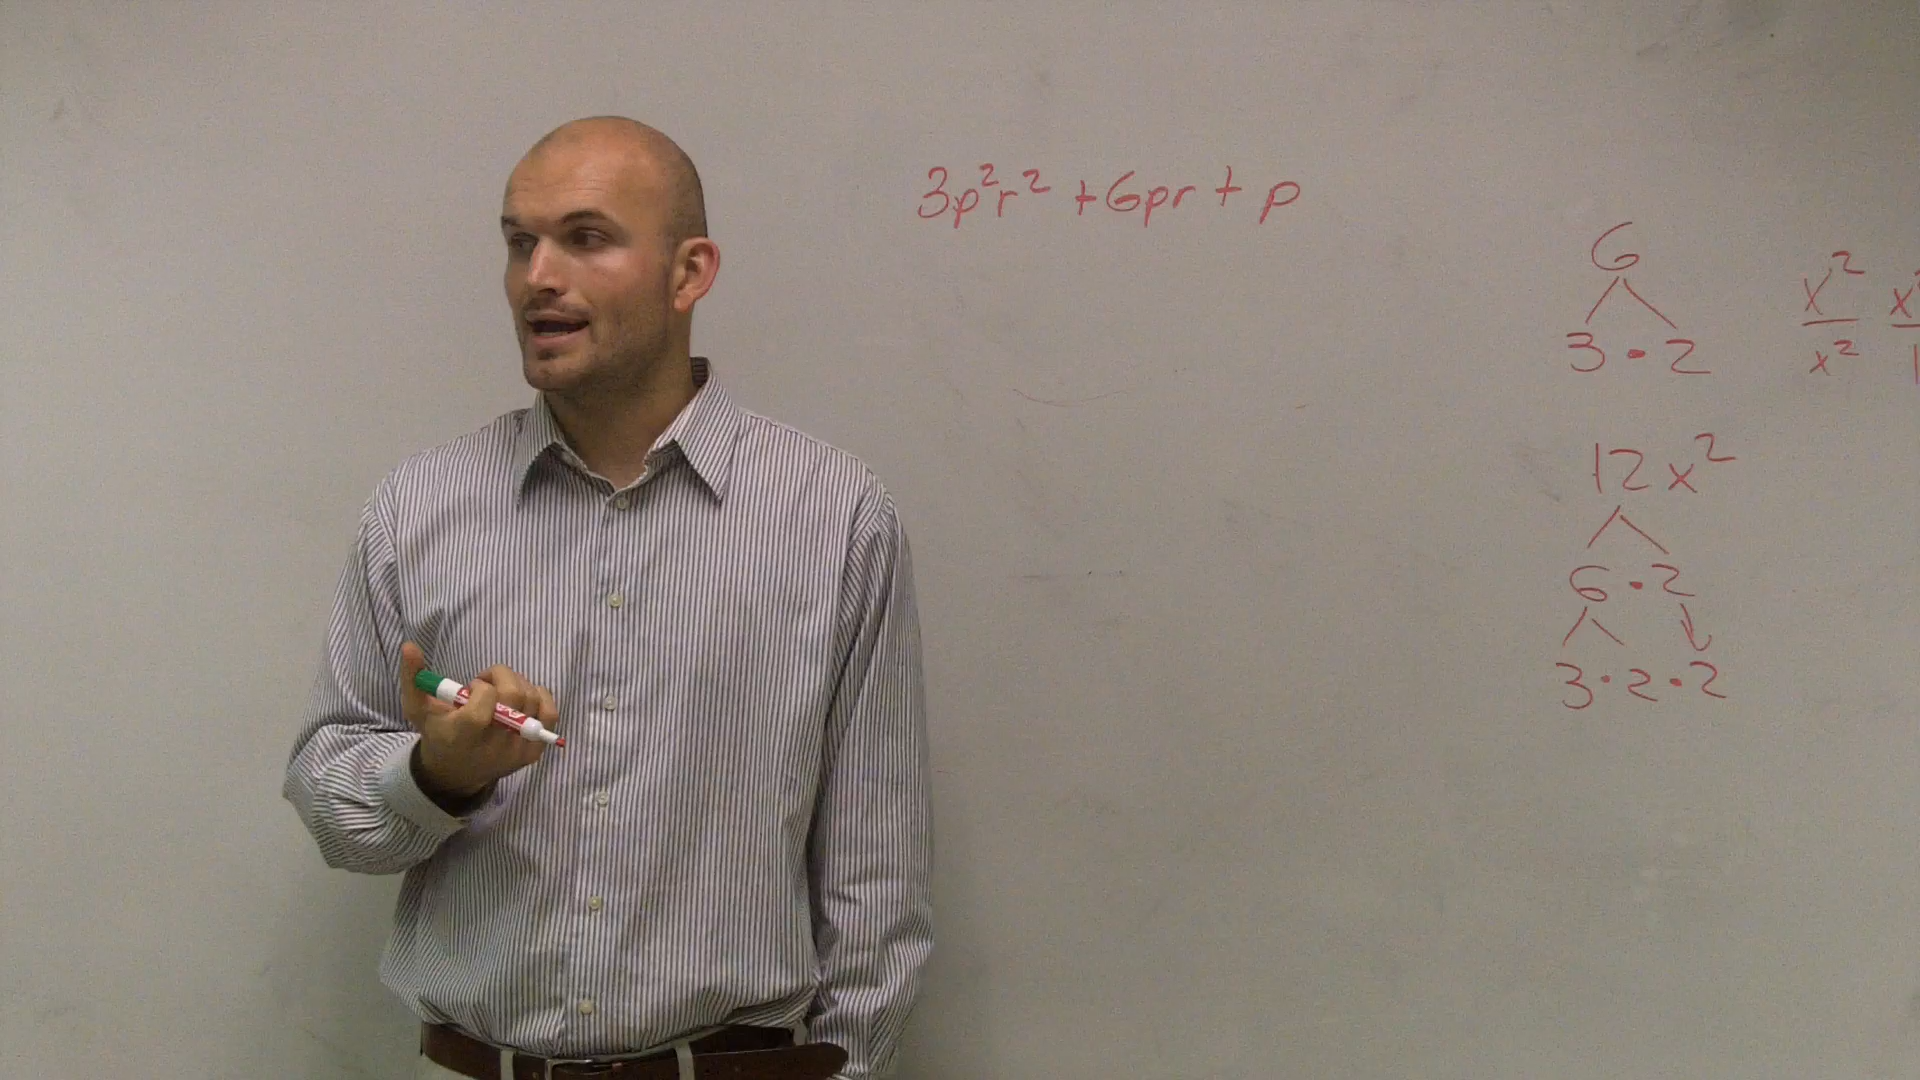 3p²r² + 6pr + p
6
3 · 2
x²
x²
12x²
6 · 2
3 · 2 · 2